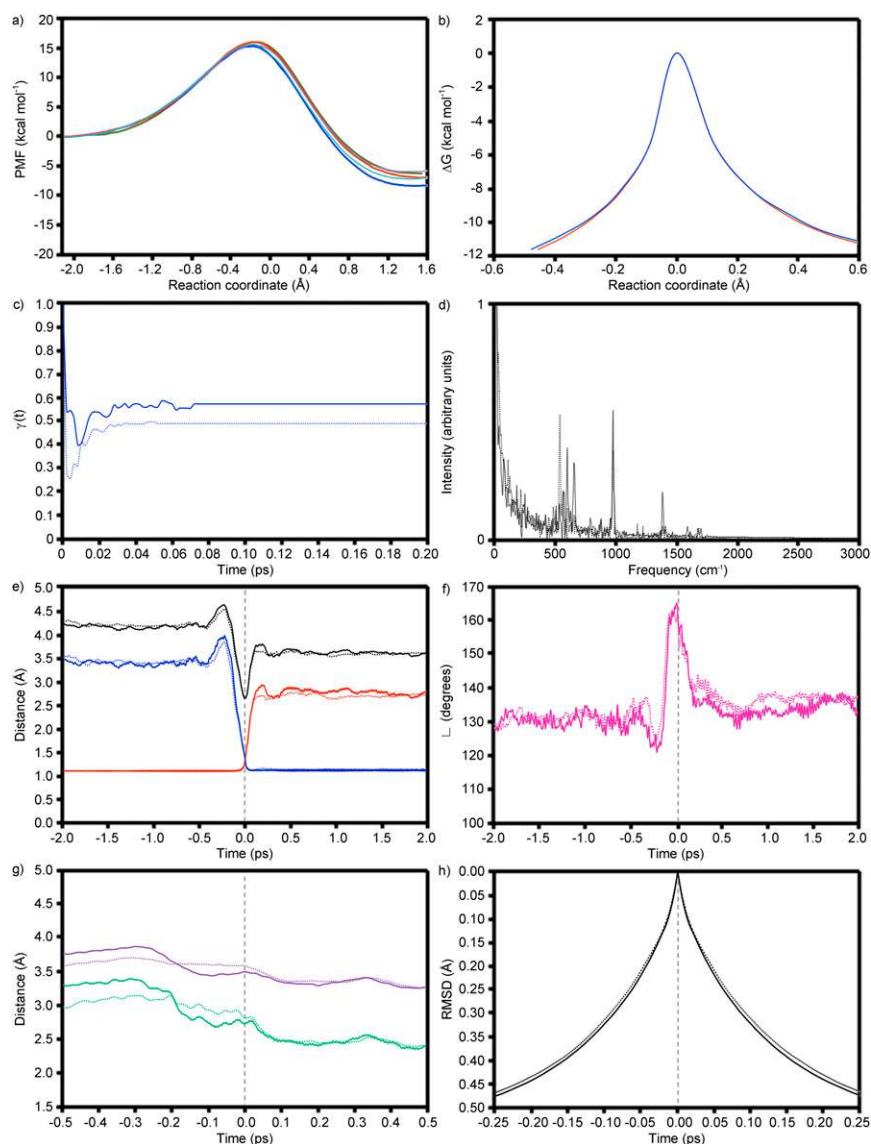 a)
PMF (kcal mol⁻¹)
20
15
10
5
0
-5
-10
-15
-20
-2.0 -1.6 -1.2 -0.8 -0.4 0.0 0.4 0.8 1.2 1.6
Reaction coordinate (Å)
b)
ΔG (kcal mol⁻¹)
0
-2
-4
-6
-8
-10
-12
-0.6 -0.4 -0.2 0.0 0.2 0.4 0.6
Reaction coordinate (Å)
c)
γ(t)
1.0
0.9
0.8
0.7
0.6
0.5
0.4
0.3
0.2
0.1
0
0 0.02 0.04 0.06 0.08 0.10 0.12 0.14 0.16 0.18 0.20
Time (ps)
d)
Intensity (arbitrary units)
1
0
0 500 1000 1500 2000 2500 3000
Frequency (cm⁻¹)
e)
Distance (Å)
5.0
4.5
4.0
3.5
3.0
2.5
2.0
1.5
1.0
0.5
0.0
-2.0 -1.5 -1.0 -0.5 0.0 0.5 1.0 1.5 2.0
Time (ps)
f)
∟ (degrees)
170
160
150
140
130
120
110
100
-2.0 -1.5 -1.0 -0.5 0.0 0.5 1.0 1.5 2.0
Time (ps)
g)
Distance (Å)
5.0
4.5
4.0
3.5
3.0
2.5
2.0
1.5
-0.5 -0.4 -0.3 -0.2 -0.1 0.0 0.1 0.2 0.3 0.4 0.5
Time (ps)
h)
RMSD (Å)
0.00
0.05
0.10
0.15
0.20
0.25
0.30
0.35
0.40
0.45
0.50
-0.25 -0.20 -0.15 -0.10 0.05 0.00 0.05 0.10 0.15 0.20 0.25
Time (ps)